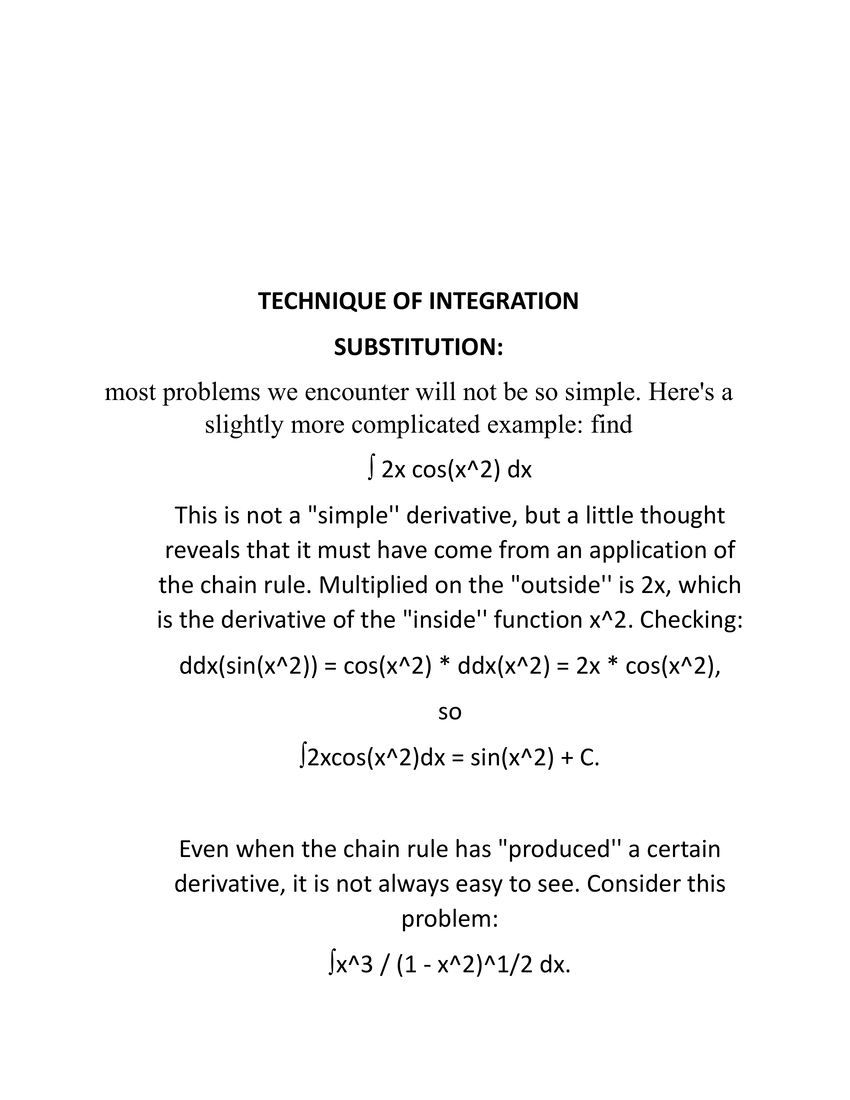 TECHNIQUE OF INTEGRATION
SUBSTITUTION:
most problems we encounter will not be so simple. Here's a
slightly more complicated example: find
∫ 2x cos(x^2) dx
This is not a "simple'' derivative, but a little thought
reveals that it must have come from an application of
the chain rule. Multiplied on the "outside'' is 2x, which
is the derivative of the "inside'' function x^2. Checking:
ddx(sin(x^2)) = cos(x^2) * ddx(x^2) = 2x * cos(x^2),
so
∫2xcos(x^2)dx = sin(x^2) + C.
Even when the chain rule has "produced'' a certain
derivative, it is not always easy to see. Consider this
problem:
∫x^3 / (1 - x^2)^1/2 dx.